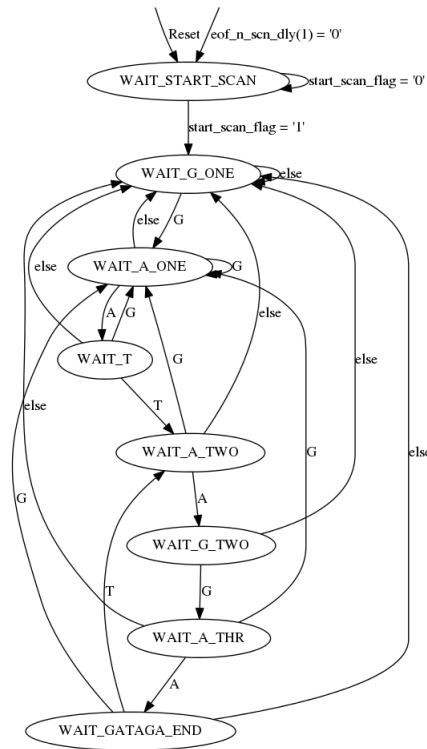 Reset
eof_n_scn_dly(1) = '0'
WAIT_START_SCAN
start_scan_flag = '0'
start_scan_flag = '1'
WAIT_G_ONE
else
else
G
WAIT_A_ONE
G
else
A
G
WAIT_T
G
else
T
else
else
WAIT_A_TWO
else
A
G
G
T
WAIT_G_TWO
G
WAIT_A_THR
A
WAIT_GATAGA_END